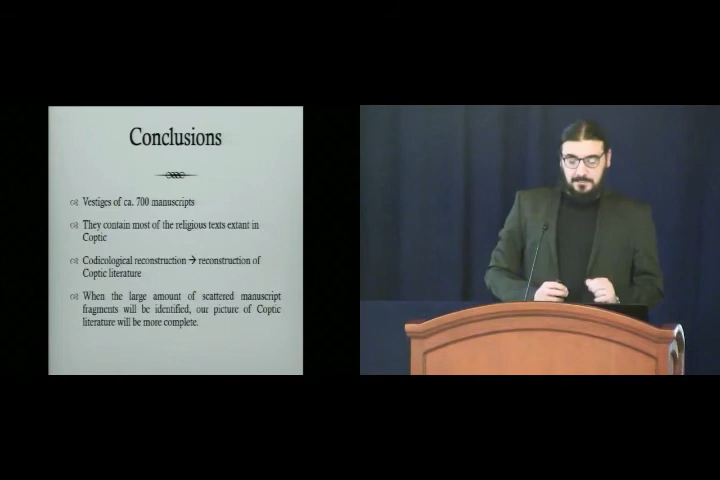 Conclusions
Vestiges of ca. 700 manuscripts
They contain most of the religious texts extant in
Coptic
Codicological reconstruction → reconstruction of
Coptic literature
When the large amount of scattered manuscript
fragments will be identified, our picture of Coptic
literature will be more complete.